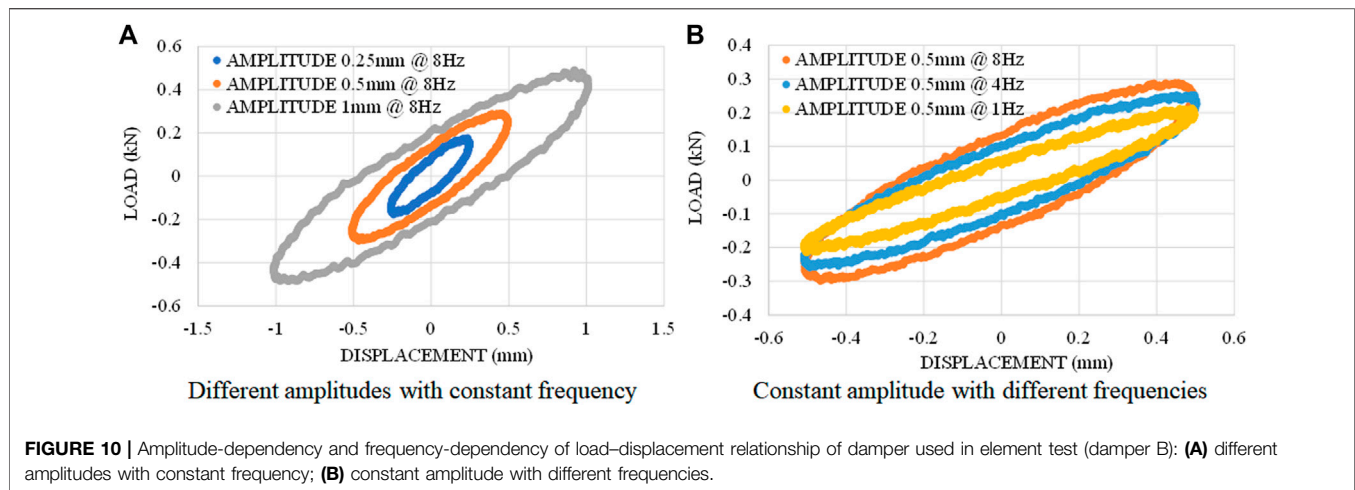 A
B
AMPLITUDE 0.25mm @ 8Hz
AMPLITUDE 0.5mm @ 8Hz
AMPLITUDE 1mm @ 8Hz
0.6
0.4
0.2
0
-0.2
-0.4
-0.6
LOAD (kN)
-1.5 -1 -0.5 0 0.5 1 1.5
DISPLACEMENT (mm)
Different amplitudes with constant frequency
AMPLITUDE 0.5mm @ 8Hz
AMPLITUDE 0.5mm @ 4Hz
AMPLITUDE 0.5mm @ 1Hz
0.4
0.3
0.2
0.1
0
-0.1
-0.2
-0.3
-0.4
LOAD (kN)
-0.6 -0.4 -0.2 0 0.2 0.4 0.6
DISPLACEMENT (mm)
Constant amplitude with different frequencies
FIGURE 10 | Amplitude-dependency and frequency-dependency of load–displacement relationship of damper used in element test (damper B): (A) different
amplitudes with constant frequency; (B) constant amplitude with different frequencies.